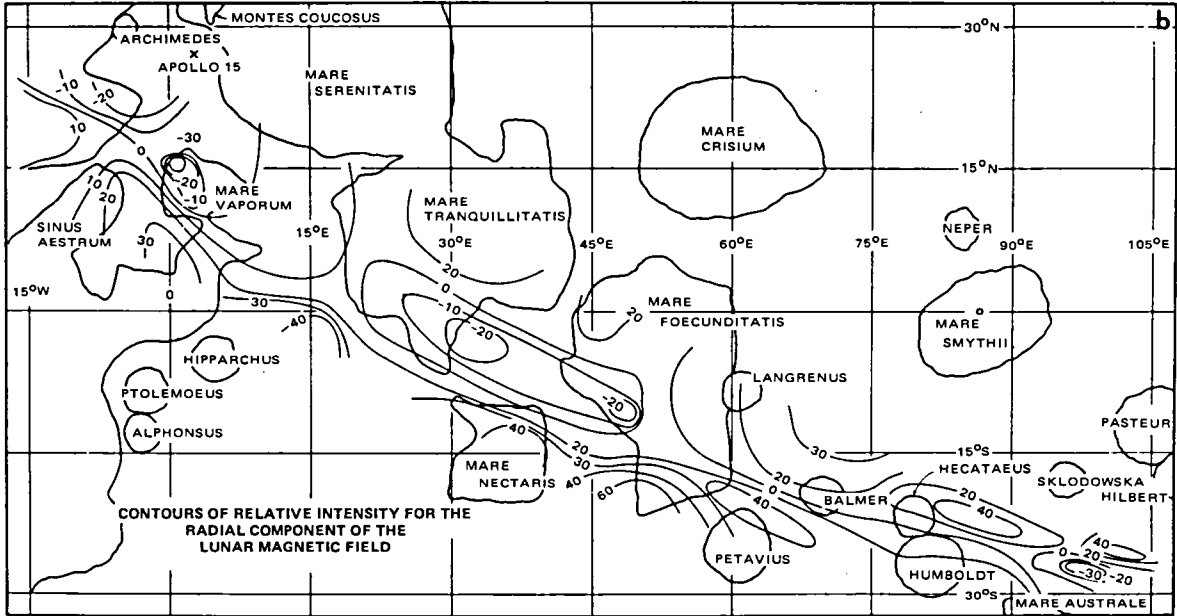 MONTES COUCOSUS
b
30°N
ARCHIMEDES
×
APOLLO 15
-10
-20
MARE
SERENITATIS
10
0
-30
MARE
CRISIUM
15°N
10
20
-20
-10
MARE
VAPORUM
MARE
TRANQUILLITATIS
SINUS
AESTRUM
30
15°E
30°E
45°E
60°E
75°E
NEPER
90°E
105°E
20
0
15°W
0
30
-10
-20
20
MARE
FOECUNDITATIS
0
MARE
SMYTHII
-40
HIPPARCHUS
PTOLEMOEUS
LANGRENUS
-20
ALPHONSUS
PASTEUR
40
20
30
40
60
30
15°S
MARE
NECTARIS
HECATAEUS
SKLODOWSKA
HILBERT
20
0
40
BALMER
20
40
CONTOURS OF RELATIVE INTENSITY FOR THE
RADIAL COMPONENT OF THE
LUNAR MAGNETIC FIELD
PETAVIUS
HUMBOLDT
40
0
-20
-30
-20
30°S
MARE AUSTRALE